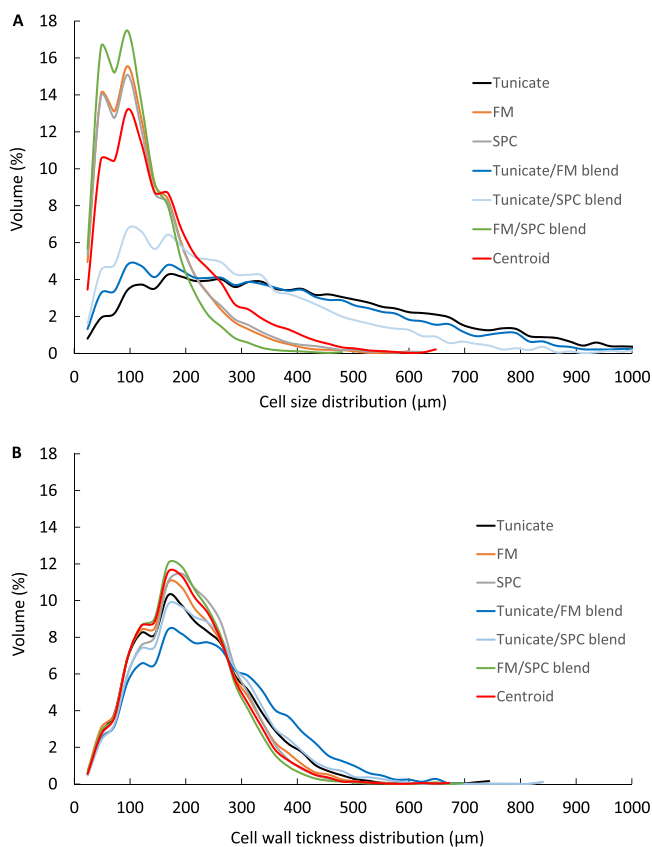 A
Volume (%)
18
16
14
12
10
8
6
4
2
0
0 100 200 300 400 500 600 700 800 900 1000
Cell size distribution (µm)
Tunicate
FM
SPC
Tunicate/FM blend
Tunicate/SPC blend
FM/SPC blend
Centroid
B
Volume (%)
18
16
14
12
10
8
6
4
2
0
0 100 200 300 400 500 600 700 800 900 1000
Cell wall tickness distribution (µm)
Tunicate
FM
SPC
Tunicate/FM blend
Tunicate/SPC blend
FM/SPC blend
Centroid